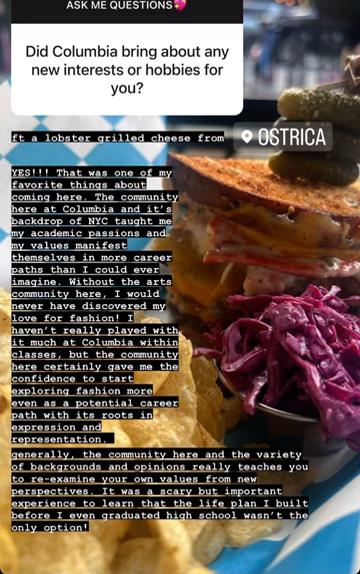 ASK ME QUESTIONS💖
Did Columbia bring about any
new interests or hobbies for
you?
ft a lobster grilled cheese from
OSTRICA
YES!!! That was one of my
favorite things about
coming here. The community
here at Columbia and it's
backdrop of NYC taught me
my academic passions and
my values manifest
themselves in more career
paths than I could ever
imagine. Without the arts
community here, I would
never have discovered my
love for fashion! I
haven't really played with
it much at Columbia within
classes, but the community
here certainly gave me the
confidence to start
exploring fashion more
even as a potential career
path with its roots in
expression and
representation.
generally, the community here and the variety
of backgrounds and opinions really teaches you
to re-examine your own values from new
perspectives. It was a scary but important
experience to learn that the life plan I built
before I even graduated high school wasn't the
only option!